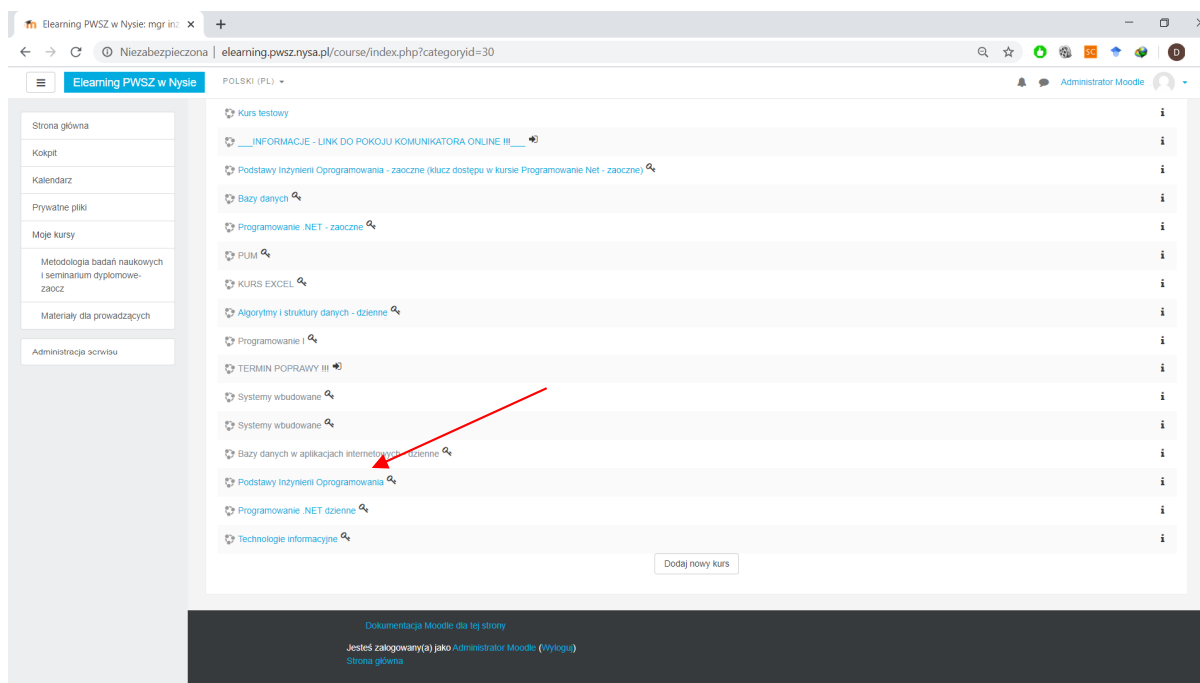 Elearning PWSZ w Nysie: mgr inż
Niezabezpieczona | elearning.pwsz.nysa.pl/course/index.php?categoryid=30
SC
D
Elearning PWSZ w Nysie
POLSKI (PL)
Administrator Moodle
Strona główna
Kokpit
Kalendarz
Prywatne pliki
Moje kursy
Metodologia badań naukowych
i seminarium dyplomowe-
zaocz
Materiały dla prowadzących
Administracja serwisu
Kurs testowy
___INFORMACJE - LINK DO POKOJU KOMUNIKATORA ONLINE !!!___
Podstawy Inżynierii Oprogramowania - zaoczne (klucz dostępu w kursie Programowanie Net - zaoczne)
Bazy danych
Programowanie .NET - zaoczne
PUM
KURS EXCEL
Algorytmy i struktury danych - dzienne
Programowanie I
TERMIN POPRAWY !!!
Systemy wbudowane
Systemy wbudowane
Bazy danych w aplikacjach internetowych - dzienne
Podstawy Inżynierii Oprogramowania
Programowanie .NET dzienne
Technologie informacyjne
Dodaj nowy kurs
Dokumentacja Moodle dla tej strony
Jesteś zalogowany(a) jako Administrator Moodle (Wyloguj)
Strona główna